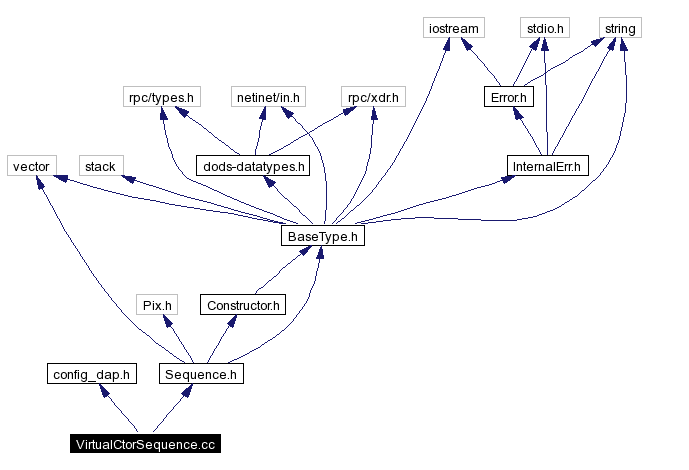 iostream
stdio.h
string
rpc/types.h
netinet/in.h
rpc/xdr.h
Error.h
vector
stack
dods-datatypes.h
InternalErr.h
BaseType.h
Pix.h
Constructor.h
config_dap.h
Sequence.h
VirtualCtorSequence.cc